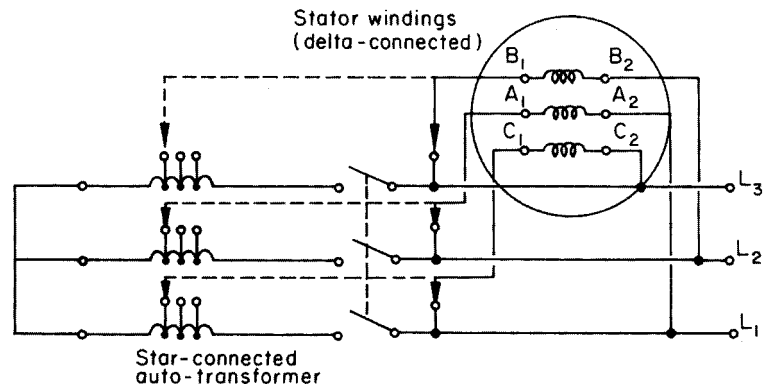 Stator windings
(delta-connected)
B1 B2
A1 A2
C1 C2
L3
L2
L1
Star-connected
auto-transformer